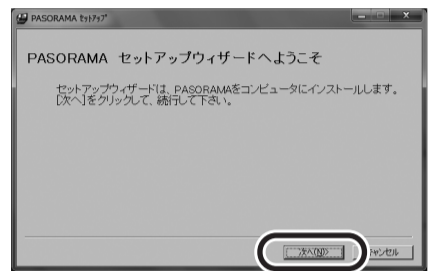 PASORAMA ｾｯﾄｱｯﾌﾟ
PASORAMA セットアップウィザードへようこそ
セットアップウィザードは、PASORAMAをコンピュータにインストールします。
[次へ]をクリックして、続行して下さい。
次へ(N)>
キャンセル